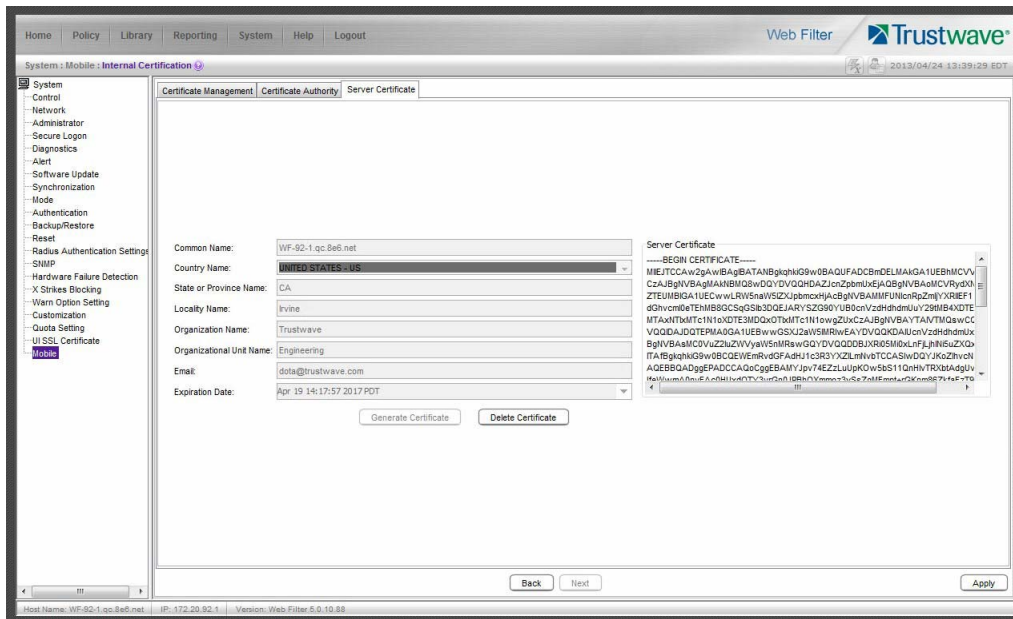 Home Policy Library Reporting System Help Logout
Web Filter
Trustwave®
System : Mobile : Internal Certification
2013/04/24 13:39:29 EDT
System
Control
Network
Administrator
Secure Logon
Diagnostics
Alert
Software Update
Synchronization
Mode
Authentication
Backup/Restore
Reset
Radius Authentication Settings
SNMP
Hardware Failure Detection
X Strikes Blocking
Warn Option Setting
Customization
Quota Setting
UI SSL Certificate
Mobile
Certificate Management Certificate Authority Server Certificate
Common Name: WF-92-1.qc.8e6.net
Country Name: UNITED STATES - US
State or Province Name: CA
Locality Name: Irvine
Organization Name: Trustwave
Organizational Unit Name: Engineering
Email: dota@trustwave.com
Expiration Date: Apr 19 14:17:57 2017 PDT
Generate Certificate Delete Certificate
Server Certificate
-----BEGIN CERTIFICATE-----
Back Next
Apply
Host Name: WF-92-1.qc.8e6.net IP: 172.20.92.1 Version: Web Filter 5.0.10.88